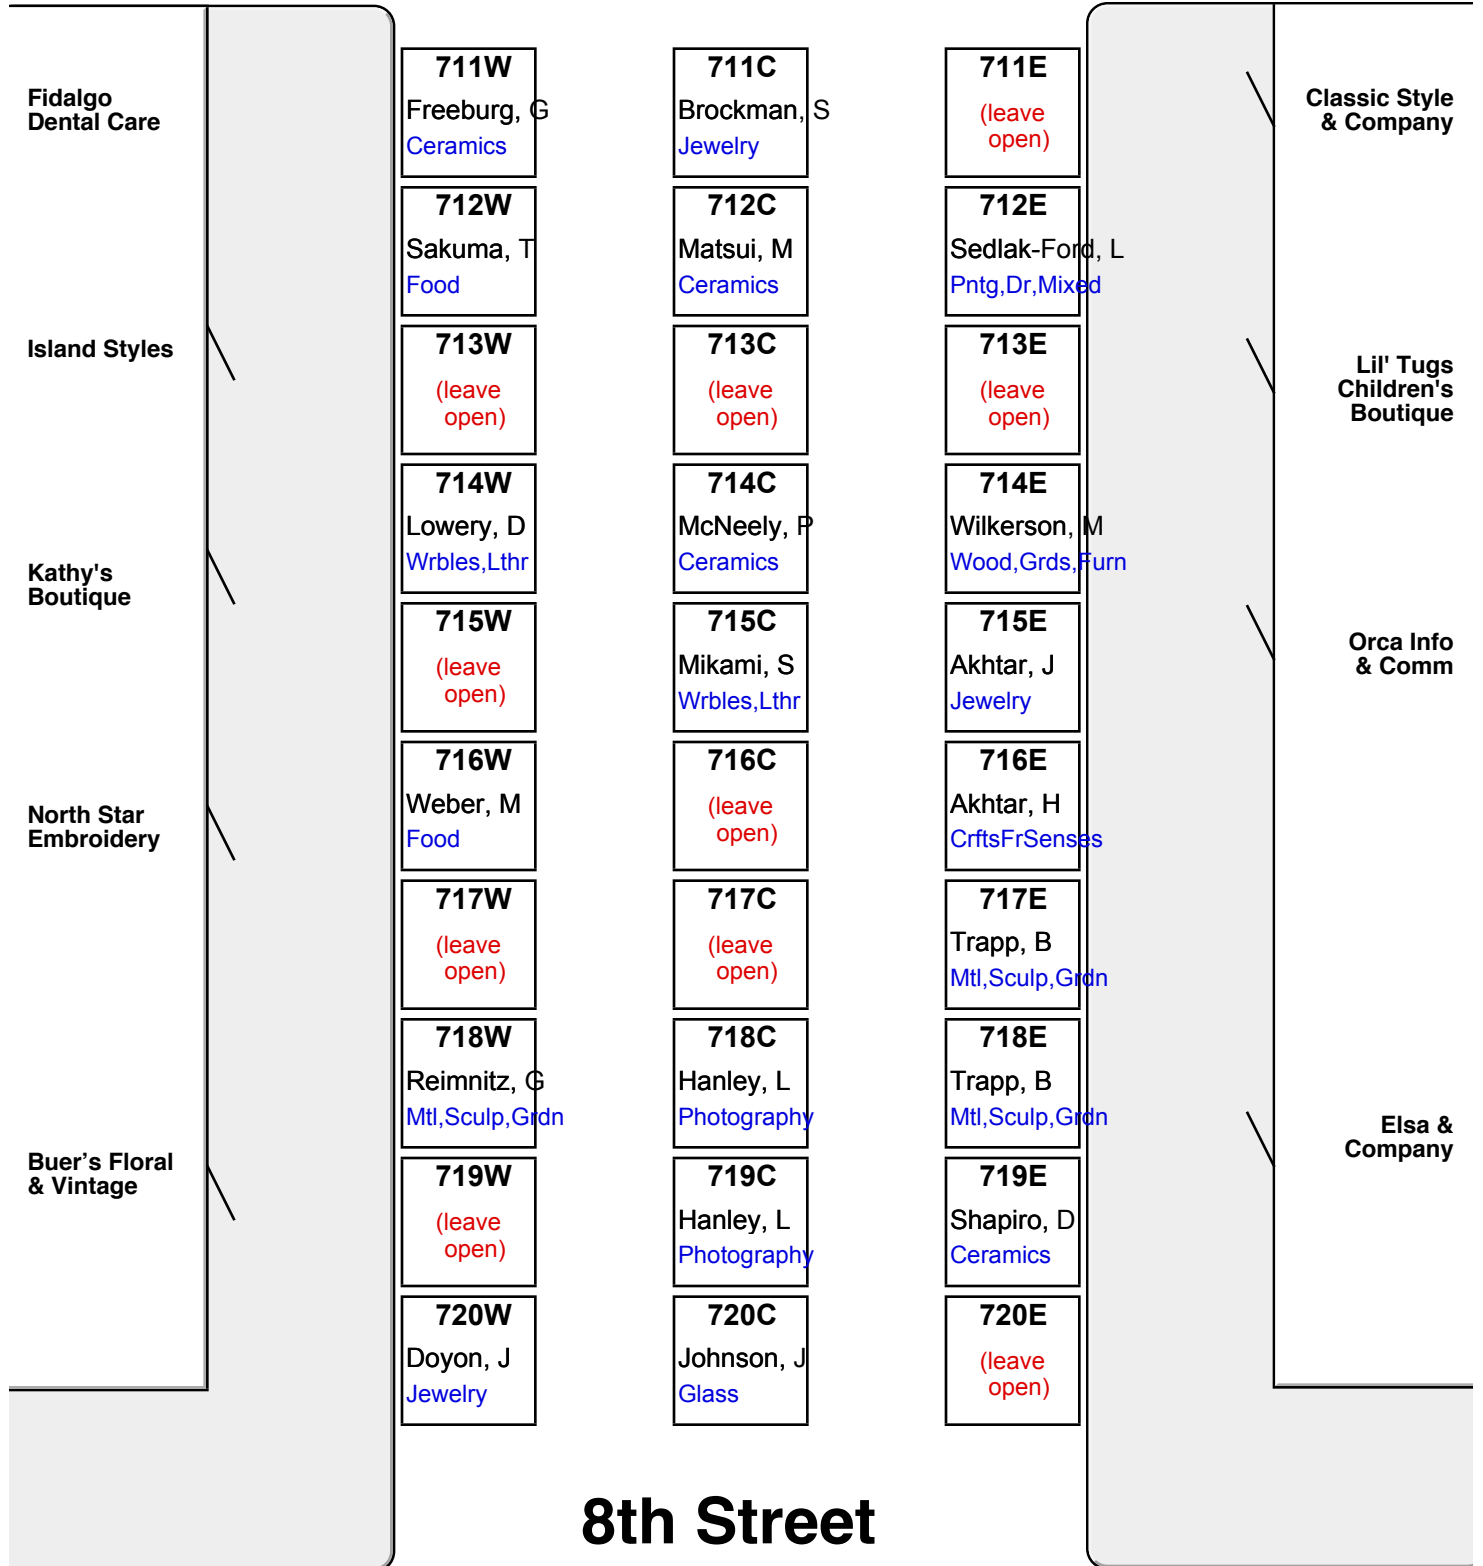 Fidalgo
Dental Care
Island Styles
Kathy's
Boutique
North Star
Embroidery
Buer’s Floral
& Vintage
711W
Freeburg, G
Ceramics
712W
Sakuma, T
Food
713W
(leave
open)
714W
Lowery, D
Wrbles,Lthr
715W
(leave
open)
716W
Weber, M
Food
717W
(leave
open)
718W
Reimnitz, G
Mtl,Sculp,Grdn
719W
(leave
open)
720W
Doyon, J
Jewelry
711C
Brockman, S
Jewelry
712C
Matsui, M
Ceramics
713C
(leave
open)
714C
McNeely, P
Ceramics
715C
Mikami, S
Wrbles,Lthr
716C
(leave
open)
717C
(leave
open)
718C
Hanley, L
Photography
719C
Hanley, L
Photography
720C
Johnson, J
Glass
711E
(leave
open)
712E
Sedlak-Ford, L
Pntg,Dr,Mixed
713E
(leave
open)
714E
Wilkerson, M
Wood,Grds,Furn
715E
Akhtar, J
Jewelry
716E
Akhtar, H
CrftsFrSenses
717E
Trapp, B
Mtl,Sculp,Grdn
718E
Trapp, B
Mtl,Sculp,Grdn
719E
Shapiro, D
Ceramics
720E
(leave
open)
Classic Style
& Company
Lil' Tugs
Children's
Boutique
Orca Info
& Comm
Elsa &
Company
8th Street